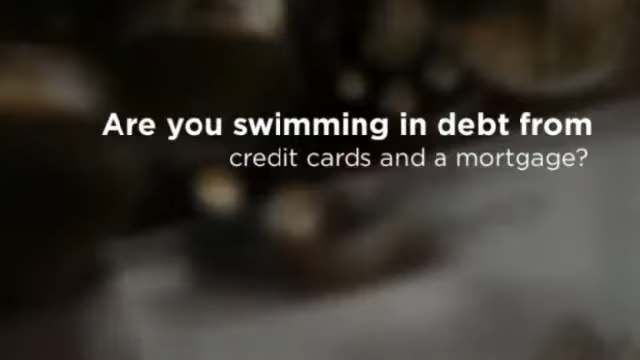 Are you swimming in debt from
credit cards and a mortgage?